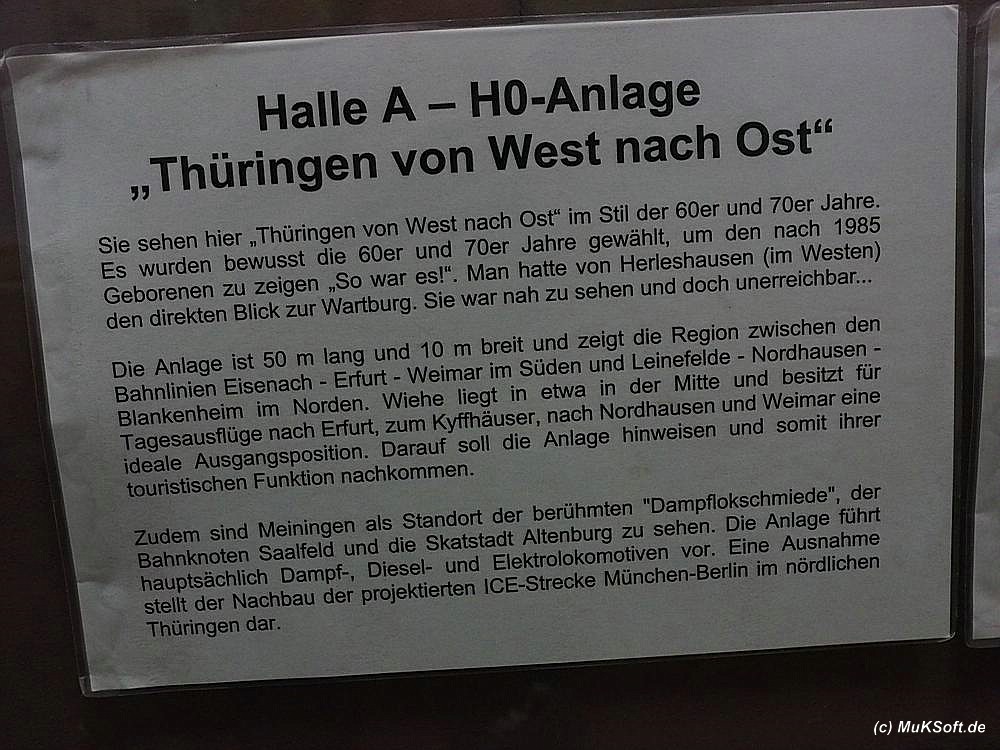 Halle A – H0-Anlage
„Thüringen von West nach Ost“
Sie sehen hier „Thüringen von West nach Ost“ im Stil der 60er und 70er Jahre.
Es wurden bewusst die 60er und 70er Jahre gewählt, um den nach 1985
Geborenen zu zeigen „So war es!“. Man hatte von Herleshausen (im Westen)
den direkten Blick zur Wartburg. Sie war nah zu sehen und doch unerreichbar...
Die Anlage ist 50 m lang und 10 m breit und zeigt die Region zwischen den
Bahnlinien Eisenach - Erfurt - Weimar im Süden und Leinefelde - Nordhausen -
Blankenheim im Norden. Wiehe liegt in etwa in der Mitte und besitzt für
Tagesausflüge nach Erfurt, zum Kyffhäuser, nach Nordhausen und Weimar eine
ideale Ausgangsposition. Darauf soll die Anlage hinweisen und somit ihrer
touristischen Funktion nachkommen.
Zudem sind Meiningen als Standort der berühmten "Dampflokschmiede", der
Bahnknoten Saalfeld und die Skatstadt Altenburg zu sehen. Die Anlage führt
hauptsächlich Dampf-, Diesel- und Elektrolokomotiven vor. Eine Ausnahme
stellt der Nachbau der projektierten ICE-Strecke München-Berlin im nördlichen
Thüringen dar.
(c) MuKSoft.de